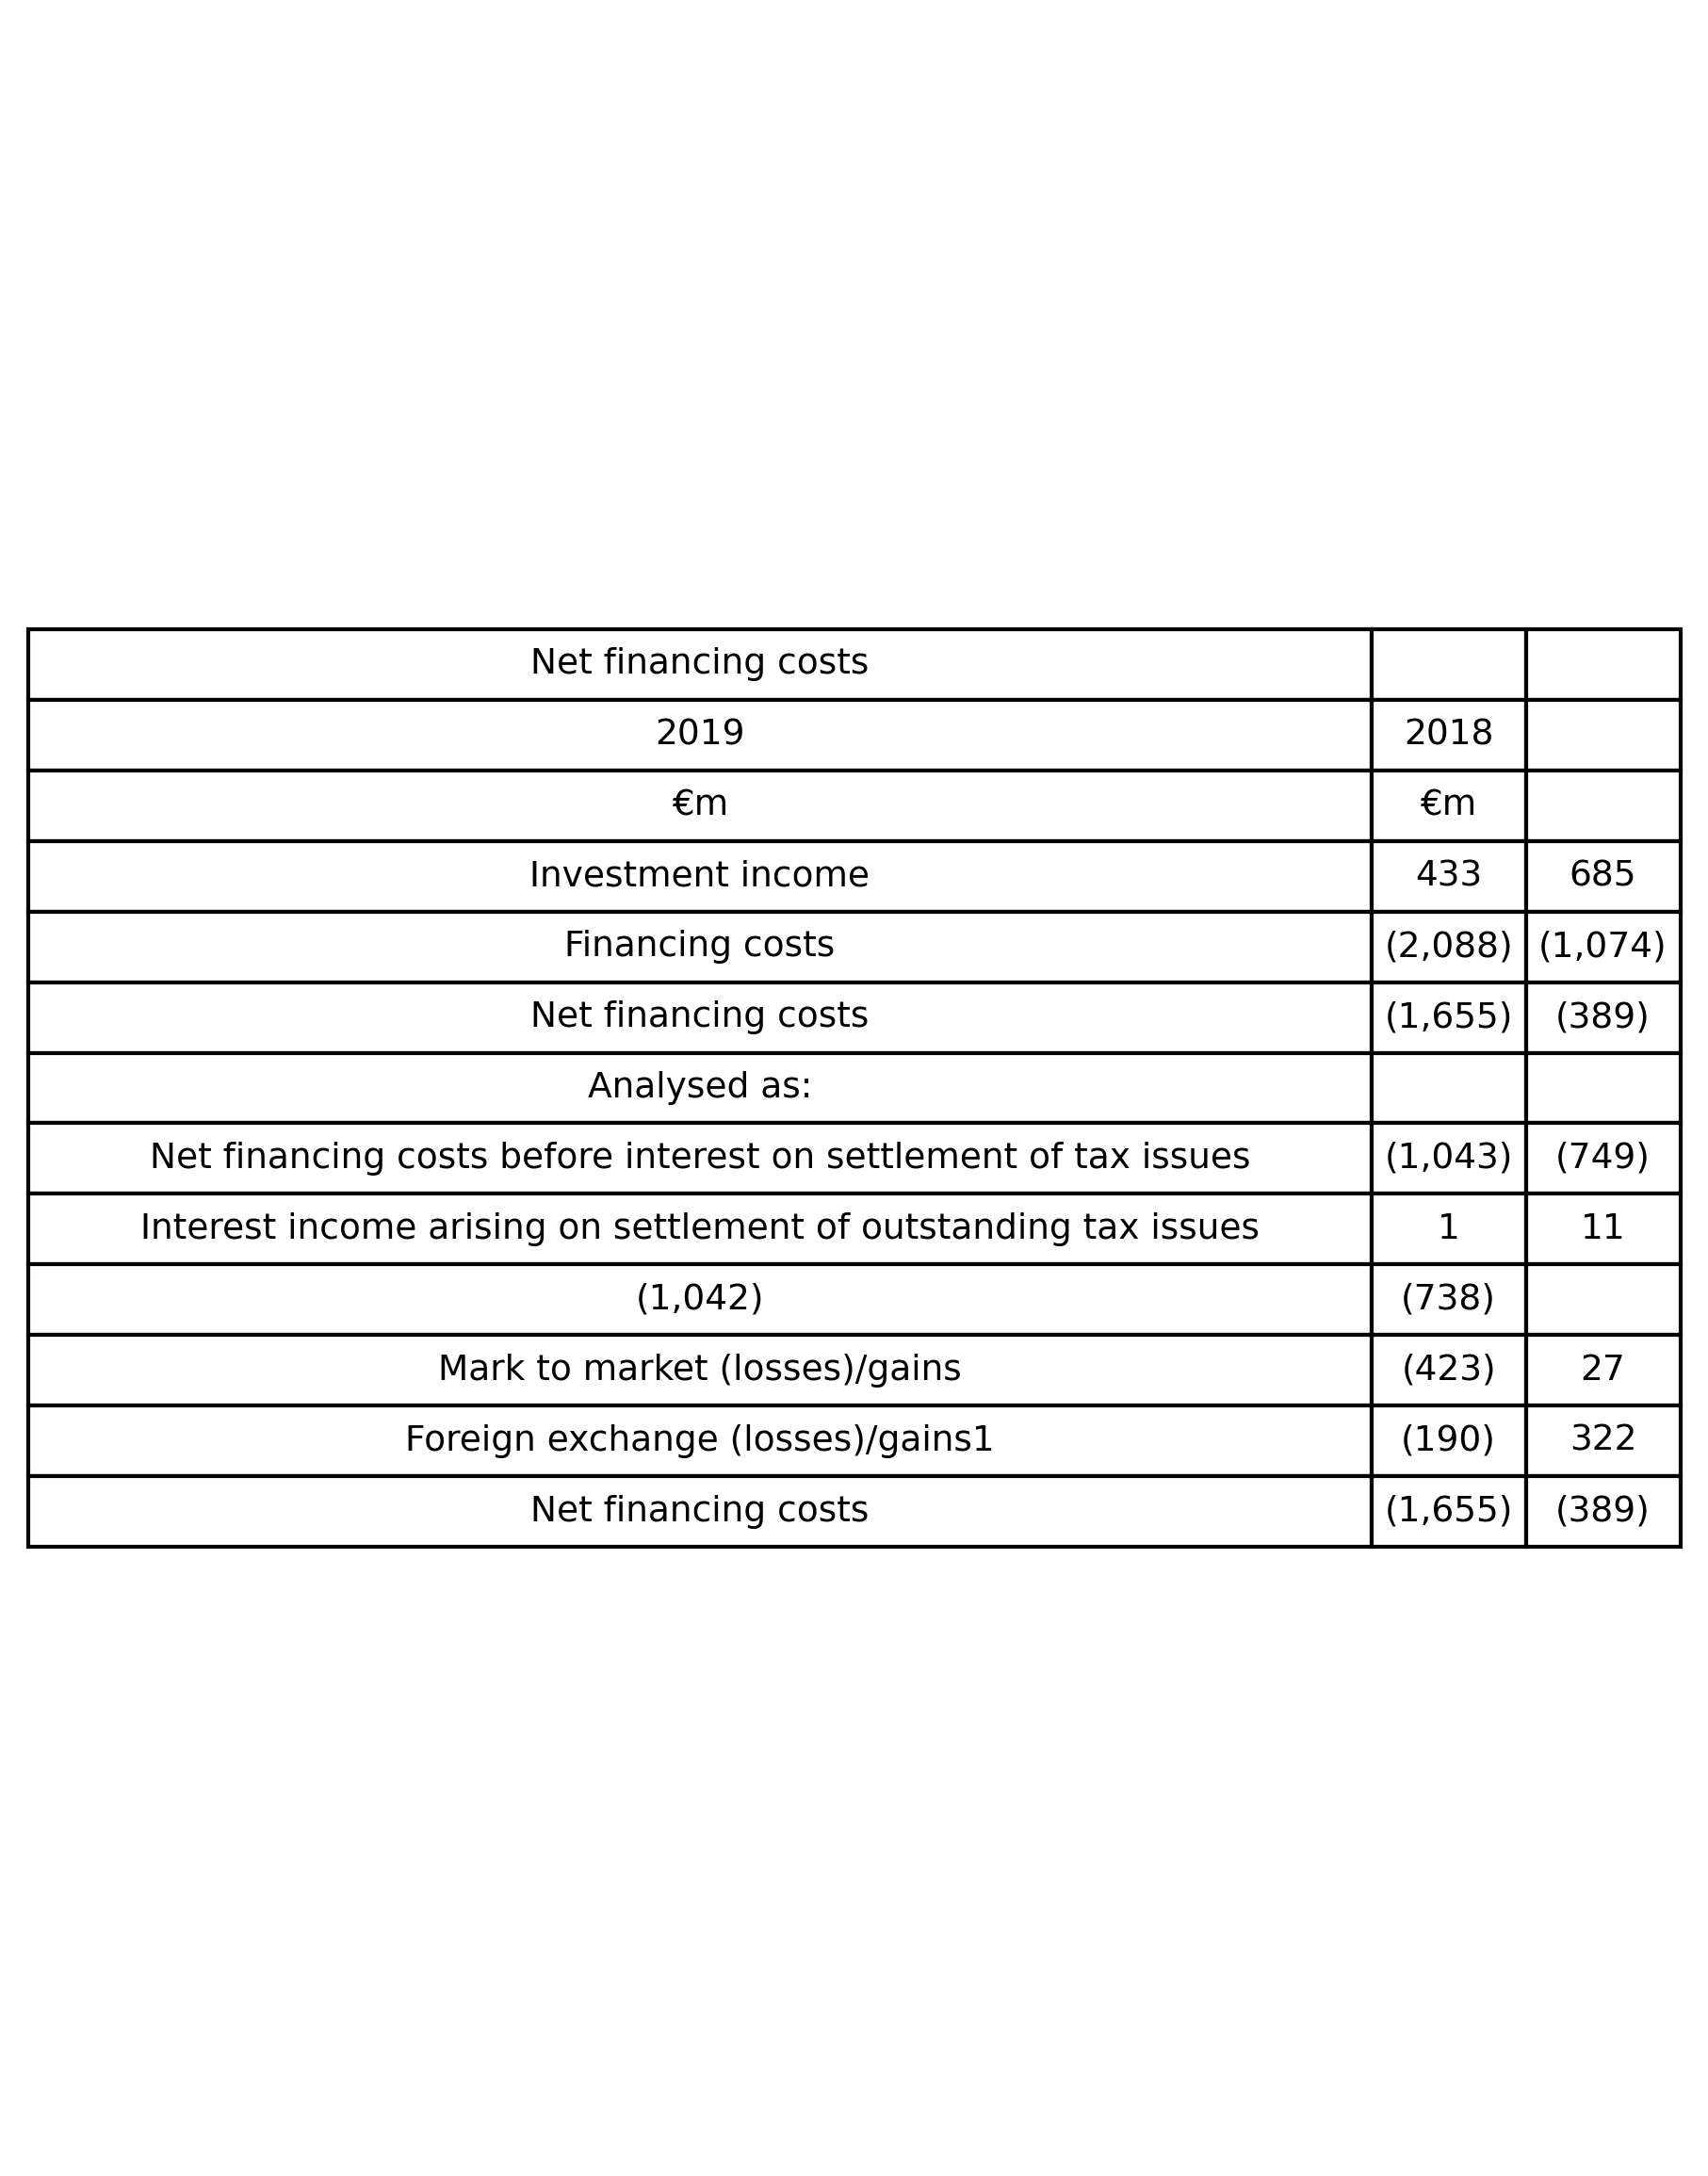 Net financing costs
2019 2018
€m €m
Investment income 433 685
Financing costs (2,088) (1,074)
Net financing costs (1,655) (389)
Analysed as:
Net financing costs before interest on settlement of tax issues (1,043) (749)
Interest income arising on settlement of outstanding tax issues 1 11
(1,042) (738)
Mark to market (losses)/gains (423) 27
Foreign exchange (losses)/gains1 (190) 322
Net financing costs (1,655) (389)